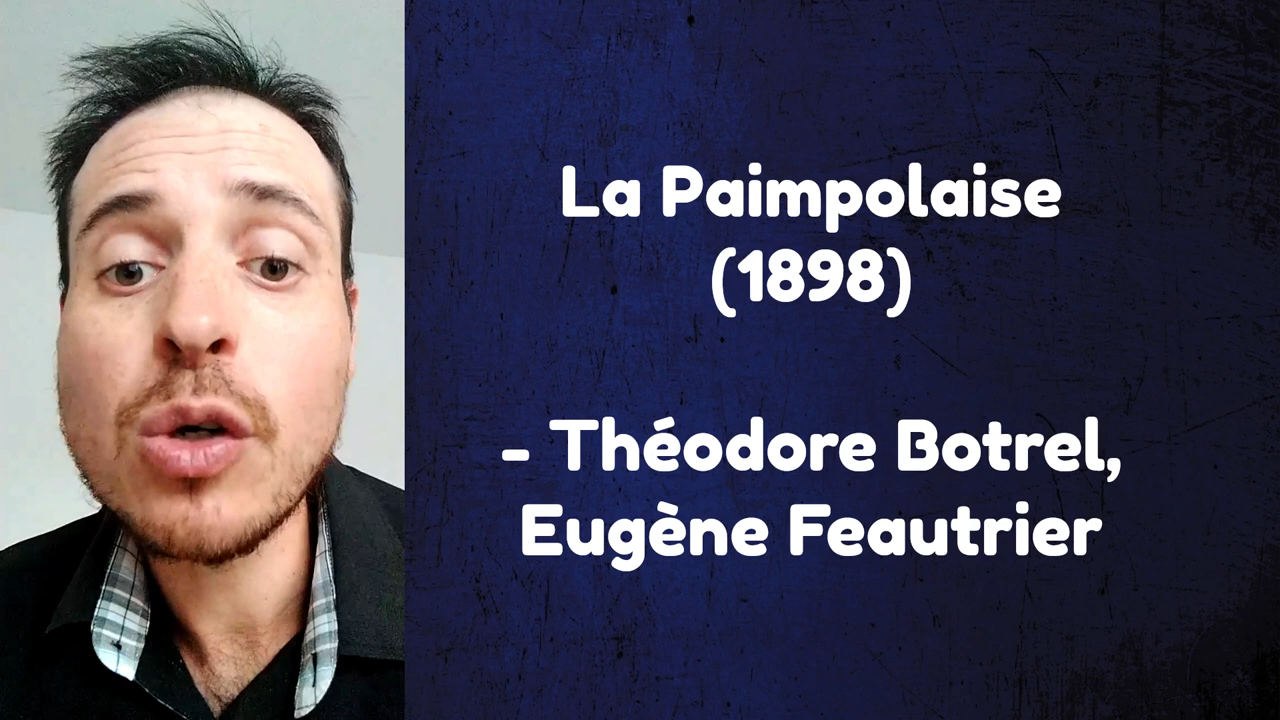 La Paimpolaise
(1898)
- Théodore Botrel,
Eugène Feautrier